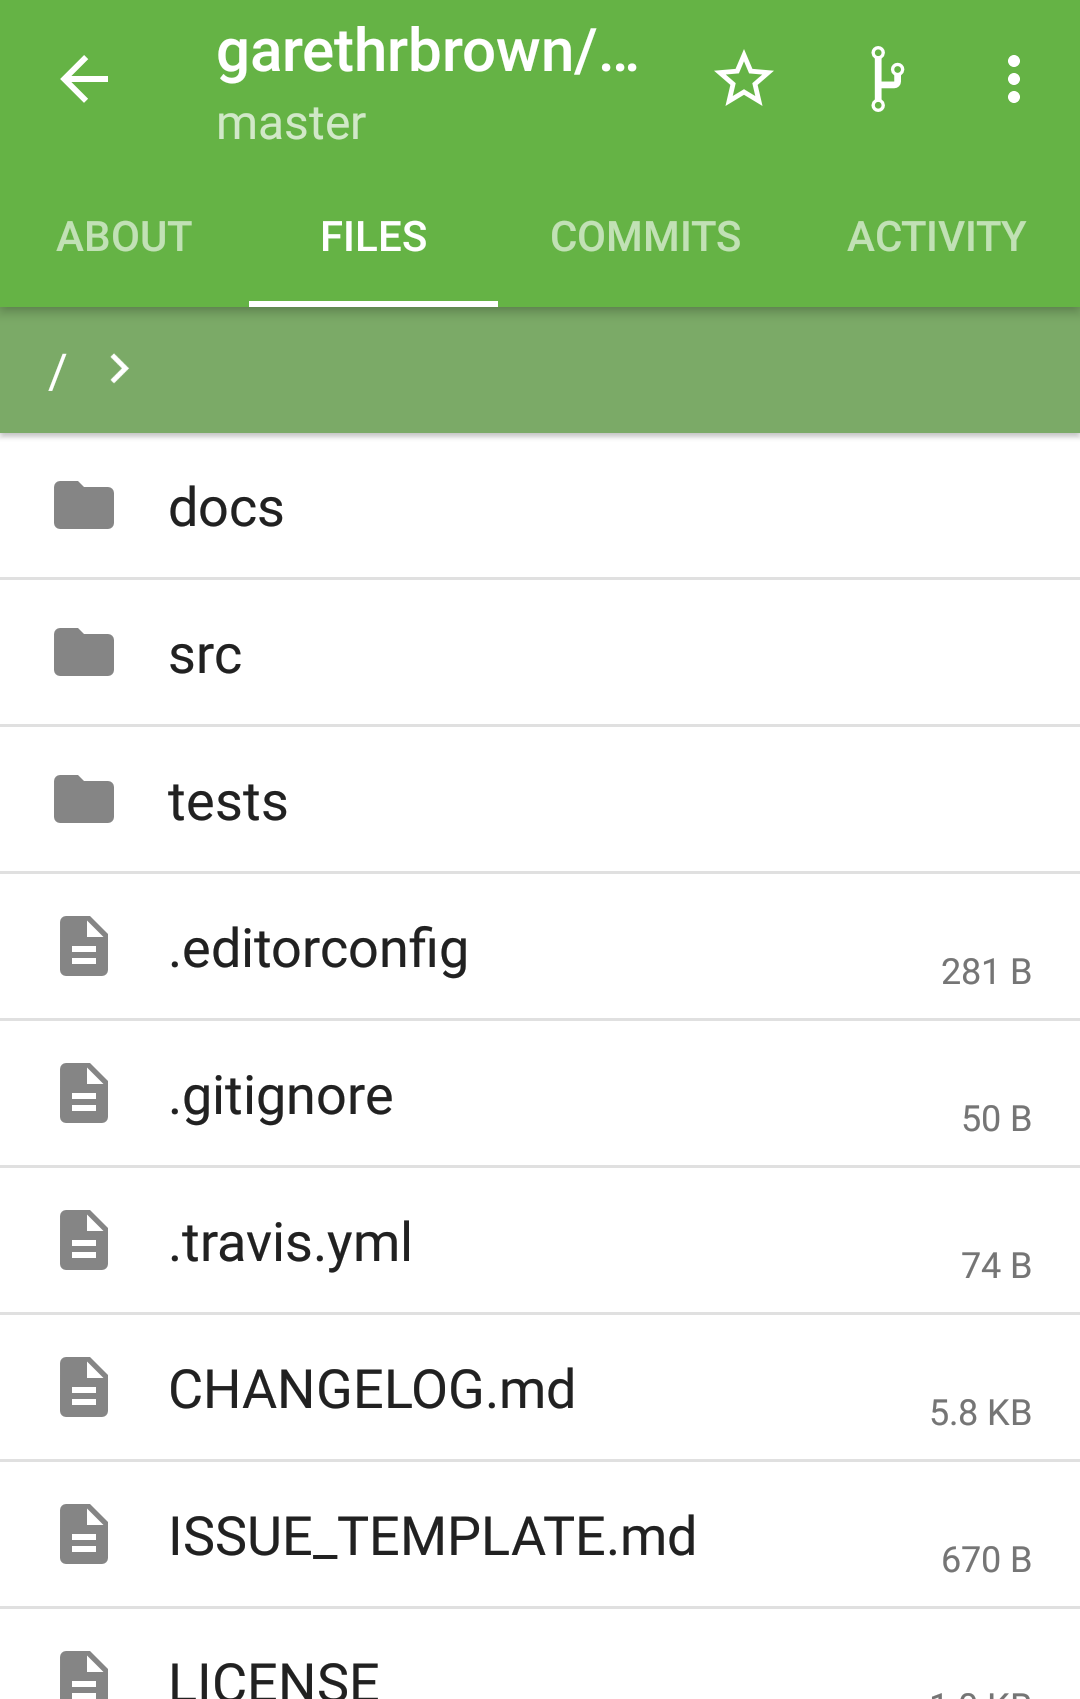 garethrbrown/...
master
ABOUT FILES COMMITS ACTIVITY
/
docs
src
tests
.editorconfig 281 B
.gitignore 50 B
.travis.yml 74 B
CHANGELOG.md 5.8 KB
ISSUE_TEMPLATE.md 670 B
LICENSE